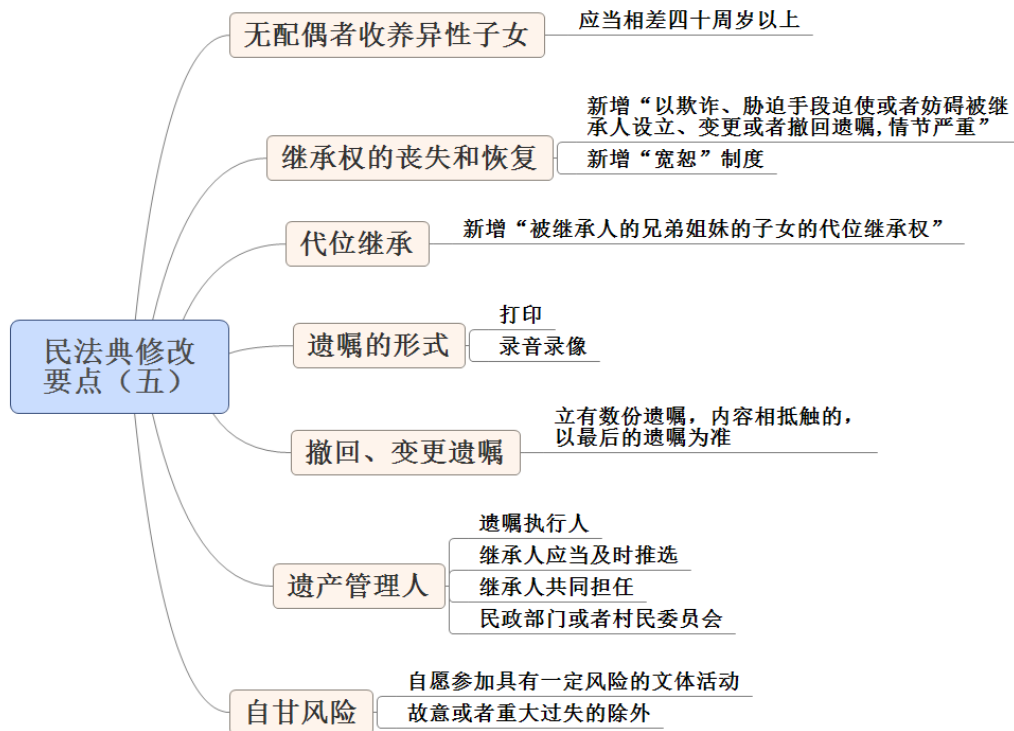 无配偶者收养异性子女
应当相差四十周岁以上
继承权的丧失和恢复
新增“以欺诈、胁迫手段迫使或者妨碍被继
承人设立、变更或者撤回遗嘱,情节严重”
新增“宽恕”制度
代位继承
新增“被继承人的兄弟姐妹的子女的代位继承权”
民法典修改
要点（五）
遗嘱的形式
打印
录音录像
撤回、变更遗嘱
立有数份遗嘱，内容相抵触的，
以最后的遗嘱为准
遗产管理人
遗嘱执行人
继承人应当及时推选
继承人共同担任
民政部门或者村民委员会
自甘风险
自愿参加具有一定风险的文体活动
故意或者重大过失的除外